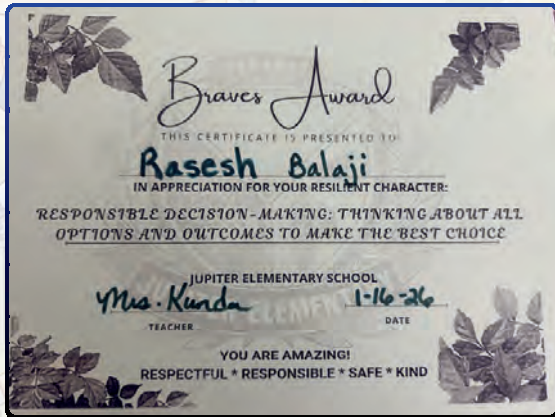 Braves Award
THIS CERTIFICATE IS PRESENTED TO
Rasesh Balaji
IN APPRECIATION FOR YOUR RESILIENT CHARACTER:
RESPONSIBLE DECISION-MAKING: THINKING ABOUT ALL
OPTIONS AND OUTCOMES TO MAKE THE BEST CHOICE
JUPITER ELEMENTARY SCHOOL
Mrs. Kunda 1-16-26
TEACHER DATE
YOU ARE AMAZING!
RESPECTFUL * RESPONSIBLE * SAFE * KIND